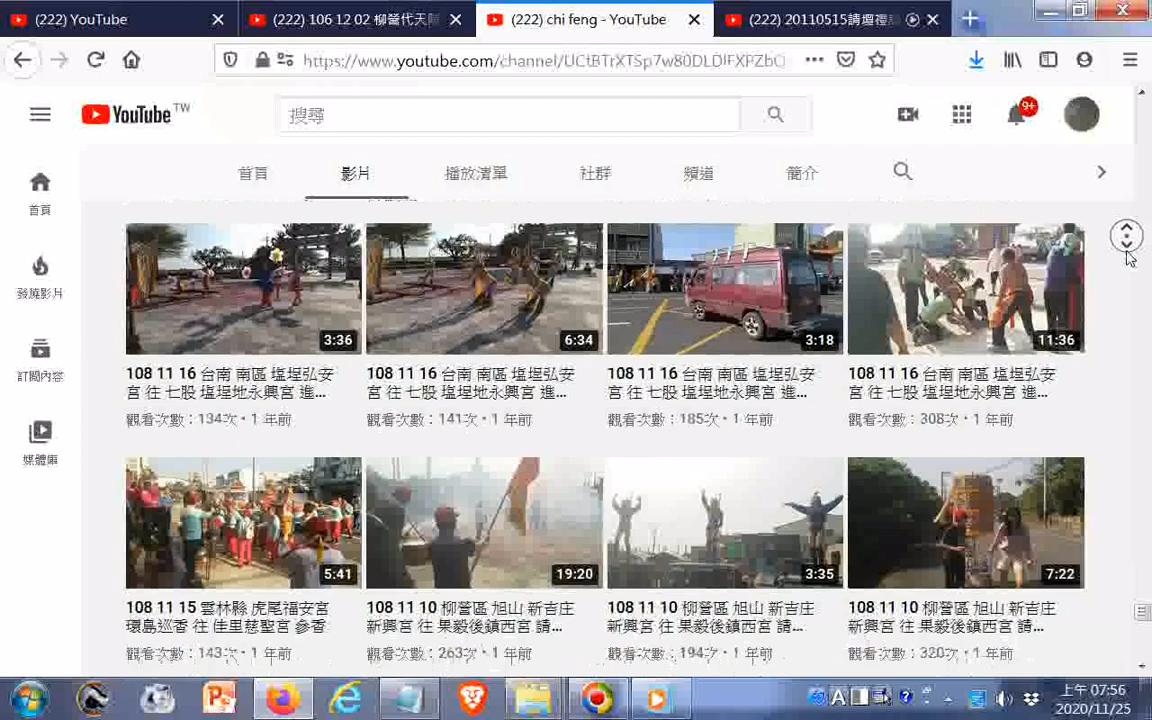 (222) YouTube
(222) 106 12 02 柳營代天
(222) chi feng - YouTube
(222) 20110515請壇禮
https://www.youtube.com/channel/
YouTube TW
搜尋
9+
首頁
影片
播放清單
社群
頻道
簡介
首頁
發燒影片
訂閱內容
媒體庫
3:36
6:34
3:18
11:36
108 11 16 台南 南區 塩埕弘安
宮 往 七股 塩埕地永興宮 進...
觀看次數：134次 • 1 年前
108 11 16 台南 南區 塩埕弘安
宮 往 七股 塩埕地永興宮 進...
觀看次數：141次 • 1 年前
108 11 16 台南 南區 塩埕弘安
宮 往 七股 塩埕地永興宮 進...
觀看次數：185次 • 1 年前
108 11 16 台南 南區 塩埕弘安
宮 往 七股 塩埕地永興宮 進...
觀看次數：308次 • 1 年前
5:41
19:20
3:35
7:22
108 11 15 雲林縣 虎尾福安宮
環島巡香 往 佳里慈聖宮 參香
觀看次數：143次 • 1 年前
108 11 10 柳營區 旭山 新吉庄
新興宮 往 果毅後鎮西宮 請...
觀看次數：263次 • 1 年前
108 11 10 柳營區 旭山 新吉庄
新興宮 往 果毅後鎮西宮 請...
觀看次數：194次 • 1 年前
108 11 10 柳營區 旭山 新吉庄
新興宮 往 果毅後鎮西宮 請...
觀看次數：320次 • 1 年前
上午 07:56
2020/11/25